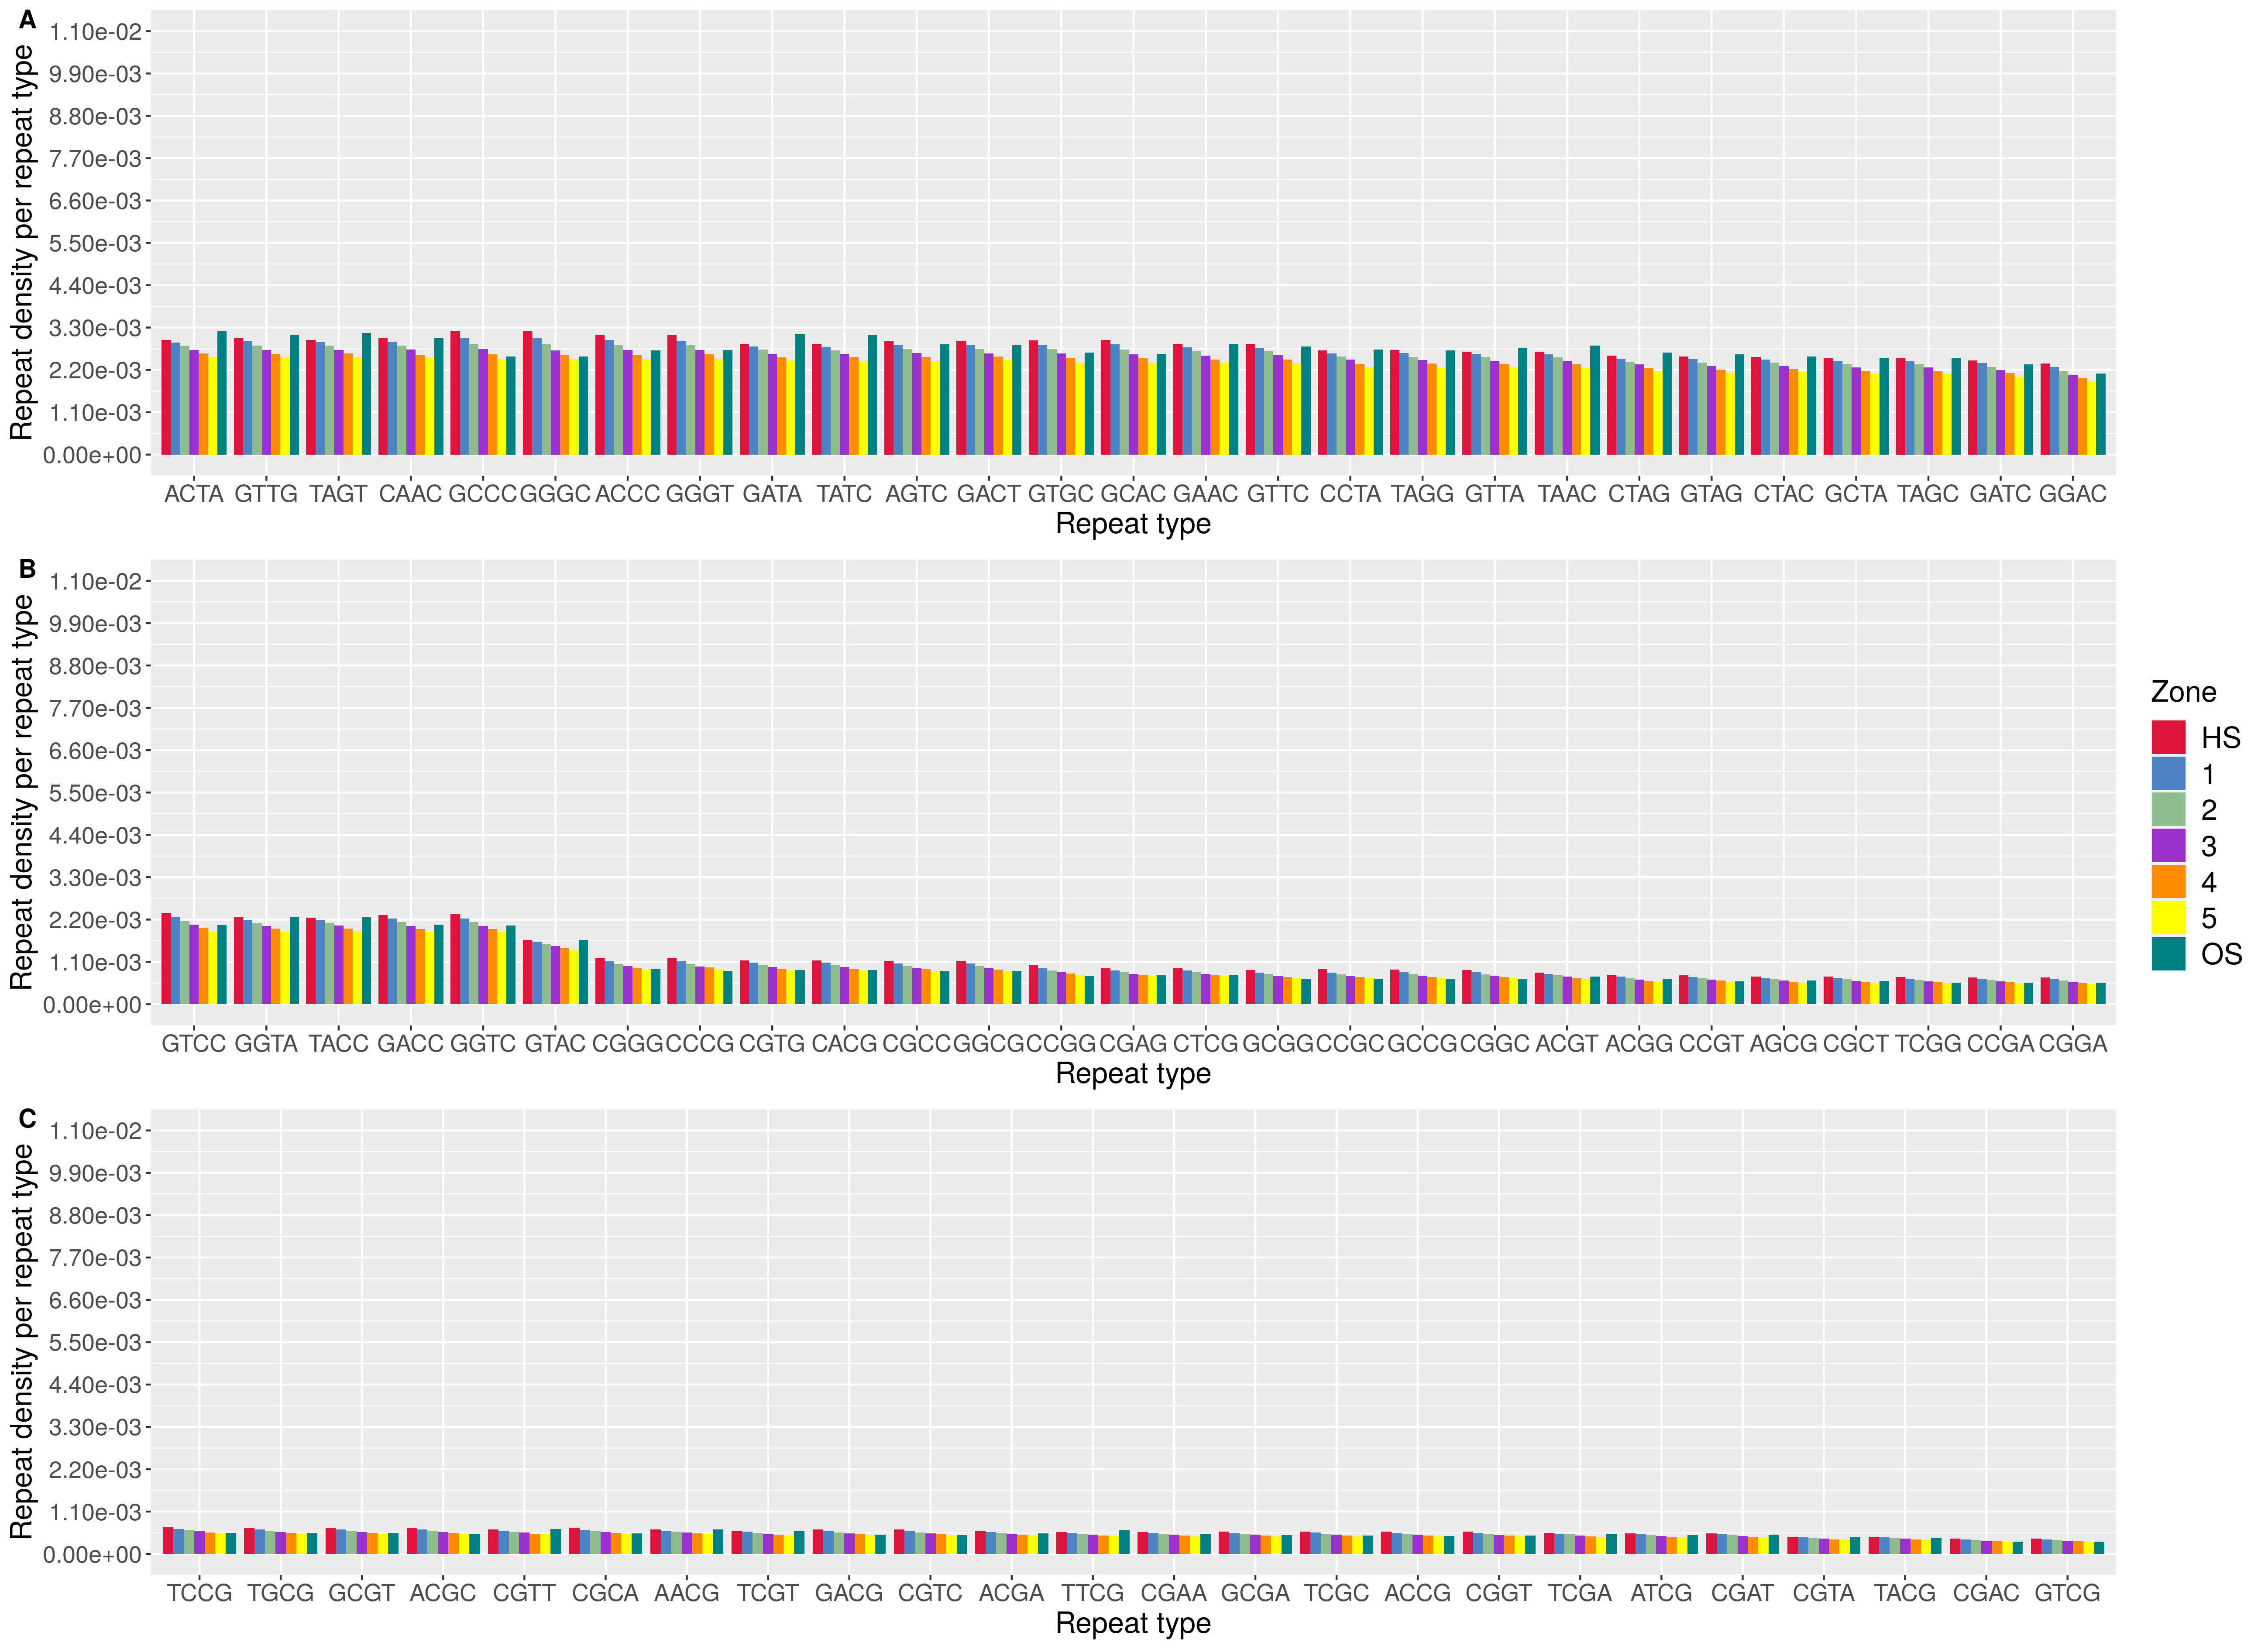 A
Repeat density per repeat type
1.10e-02
9.90e-03
8.80e-03
7.70e-03
6.60e-03
5.50e-03
4.40e-03
3.30e-03
2.20e-03
1.10e-03
0.00e+00
ACTA GTTG TAGT CAAC GCCC GGGC ACCC GGGT GATA TATC AGTC GACT GTGC GCAC GAAC GTTC CCTA TAGG GTTA TAAC CTAG GTAG CTAC GCTA TAGC GATC GGAC
Repeat type
B
Repeat density per repeat type
1.10e-02
9.90e-03
8.80e-03
7.70e-03
6.60e-03
5.50e-03
4.40e-03
3.30e-03
2.20e-03
1.10e-03
0.00e+00
GTCC GGTA TACC GACC GGTC GTAC CGGG CCCG CGTG CACG CGCC GGCG CCGG CGAG CTCG GCGG CCGC GCCG CGGC ACGT ACGG CCGT AGCG CGCT TCGG CCGA CGGA
Repeat type
Zone
HS
1
2
3
4
5
OS
C
Repeat density per repeat type
1.10e-02
9.90e-03
8.80e-03
7.70e-03
6.60e-03
5.50e-03
4.40e-03
3.30e-03
2.20e-03
1.10e-03
0.00e+00
TCCG TGCG GCGT ACGC CGTT CGCA AACG TCGT GACG CGTC ACGA TTCG CGAA GCGA TCGC ACCG CGGT TCGA ATCG CGAT CGTA TACG CGAC GTCG
Repeat type